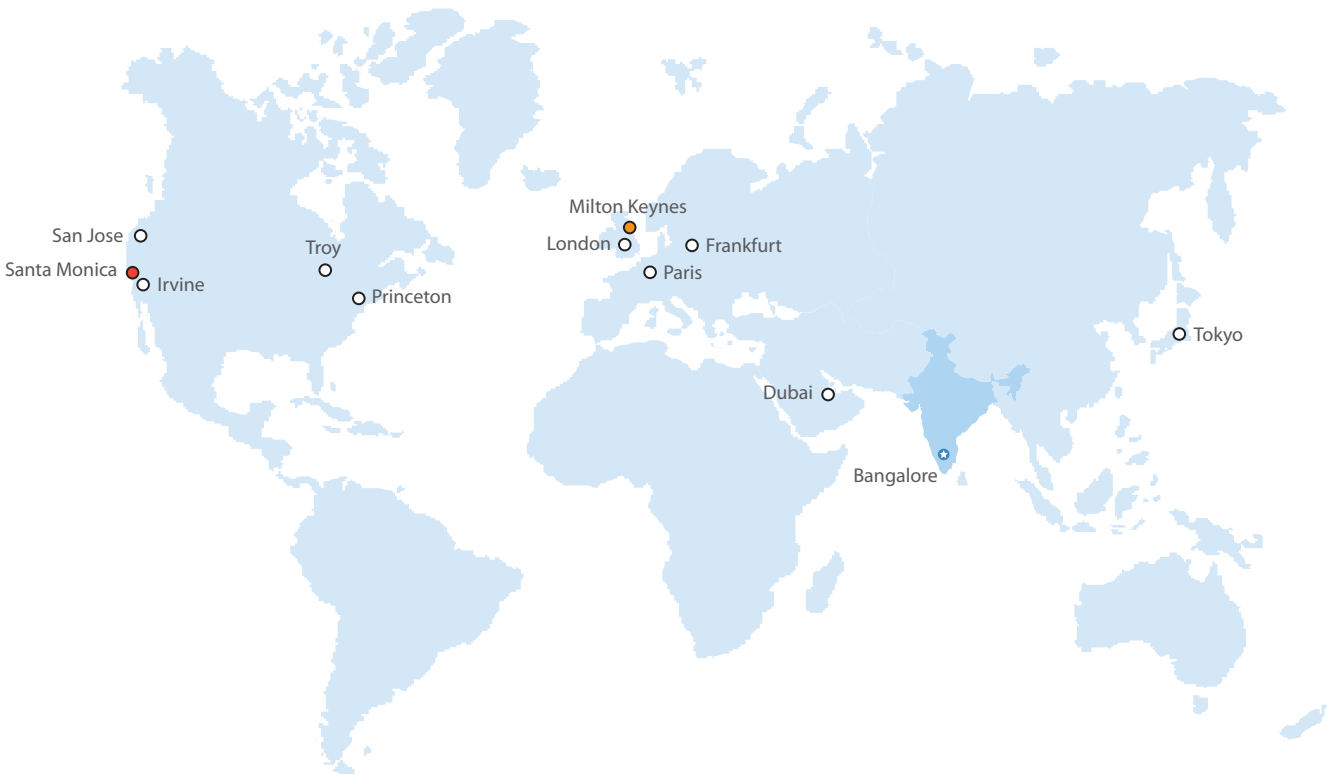 Milton Keynes
San Jose
London
Frankfurt
Troy
Santa Monica
Paris
Irvine
Princeton
Tokyo
Dubai
Bangalore